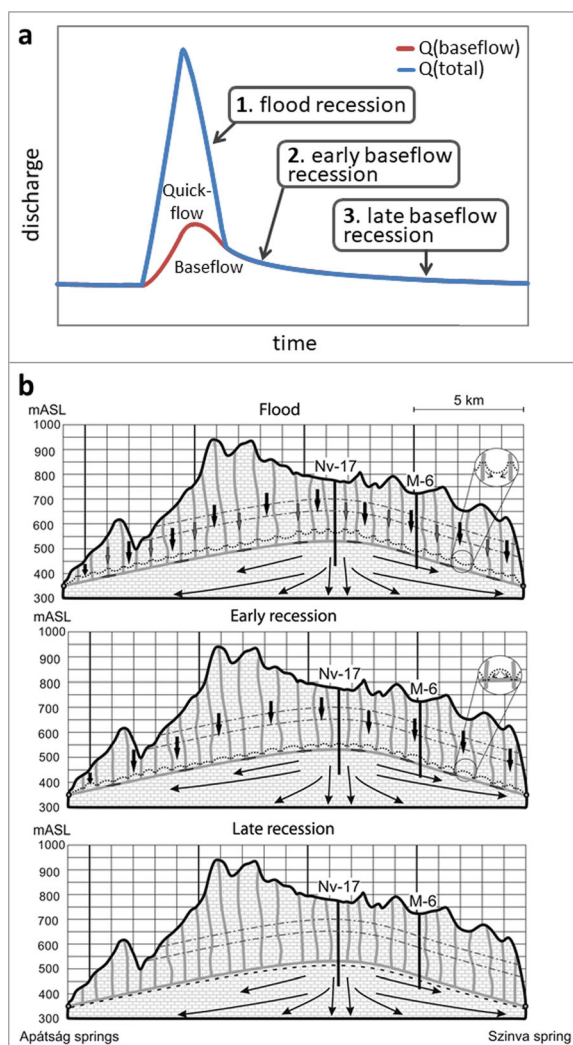 a
Q(baseflow)
Q(total)
1. flood recession
2. early baseflow
recession
3. late baseflow
recession
Quick-
flow
Baseflow
discharge
time
b
mASL
Flood
5 km
1000
900
800
700
600
500
400
300
Nv-17
M-6
mASL
Early recession
1000
900
800
700
600
500
400
300
Nv-17
M-6
mASL
Late recession
1000
900
800
700
600
500
400
300
Nv-17
M-6
Apátság springs
Szinva spring